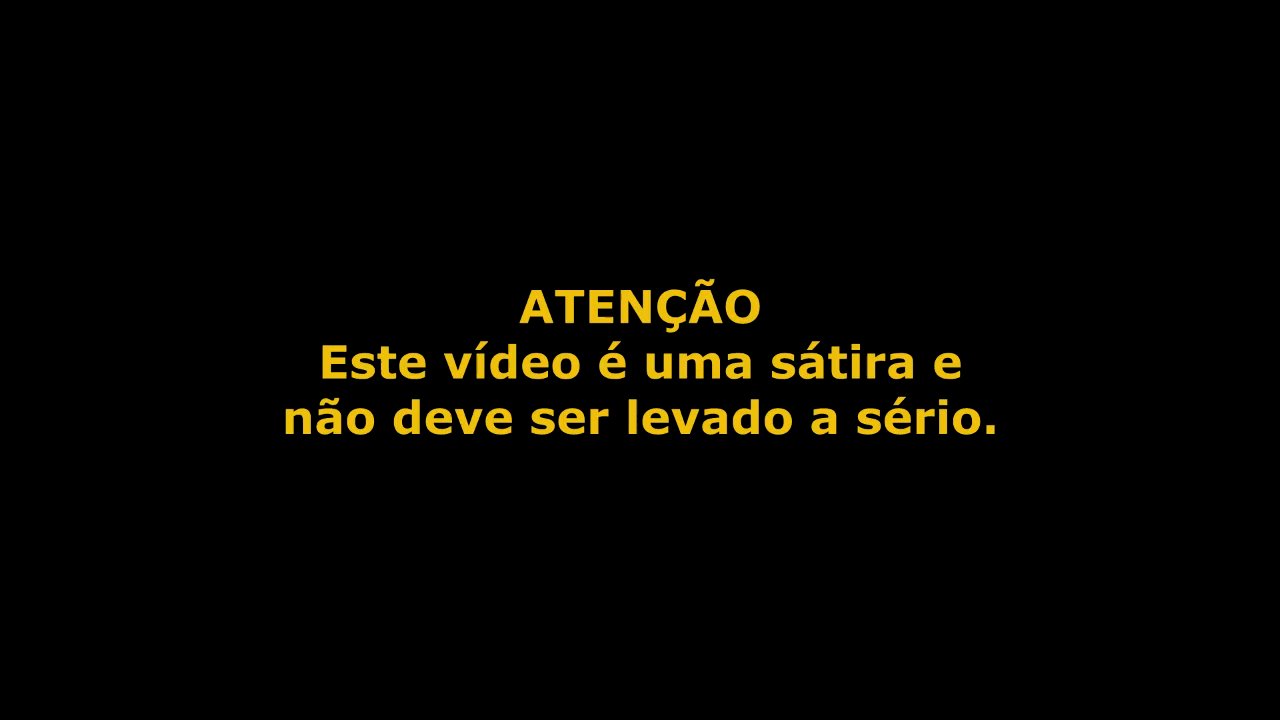 ATENÇÃO
Este vídeo é uma sátira e
não deve ser levado a sério.